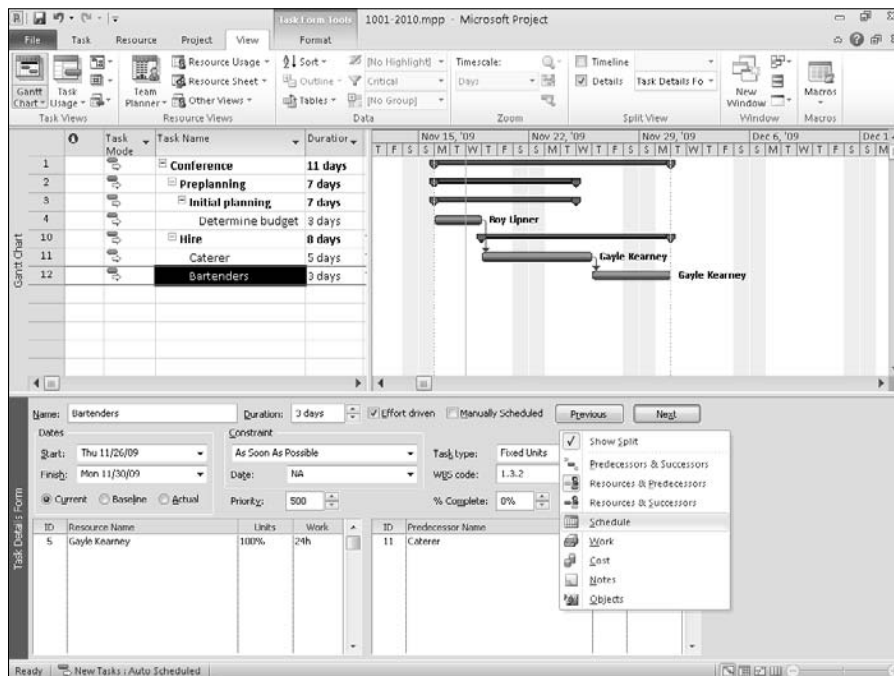 Task Form Tools
1001-2010.mpp - Microsoft Project
File Task Resource Project View Format
Gantt Chart
Task Usage
Team Planner
Resource Usage
Resource Sheet
Other Views
Sort
Outline
Tables
[No Highlight]
Critical
[No Group]
Timescale:
Days
Timeline
Details Task Details Fo
New Window
Macros
Task Views Resource Views Data Zoom Split View Window Macros
Task Mode Task Name Duration
Nov 15, '09 Nov 22, '09 Nov 29, '09 Dec 6, '09 Dec 1
T F S S M T W T F S S M T W T F S S M T W T F S S M T W T F S S M
1 Conference 11 days
2 Preplanning 7 days
3 Initial planning 7 days
4 Determine budget 3 days Roy Lipner
10 Hire 8 days
11 Caterer 5 days Gayle Kearney
12 Bartenders 3 days Gayle Kearney
Gantt Chart
Name: Bartenders Duration: 3 days Effort driven Manually Scheduled Previous Next
Dates Constraint
Start: Thu 11/26/09 As Soon As Possible Task type: Fixed Units
Finish: Mon 11/30/09 Date: NA WBS code: 1.3.2
Current Baseline Actual Priority: 500 % Complete: 0%
ID Resource Name Units Work ID Predecessor Name
5 Gayle Kearney 100% 24h 11 Caterer
Show Split
Predecessors & Successors
Resources & Predecessors
Resources & Successors
Schedule
Work
Cost
Notes
Objects
Task Details Form
Ready New Tasks : Auto Scheduled